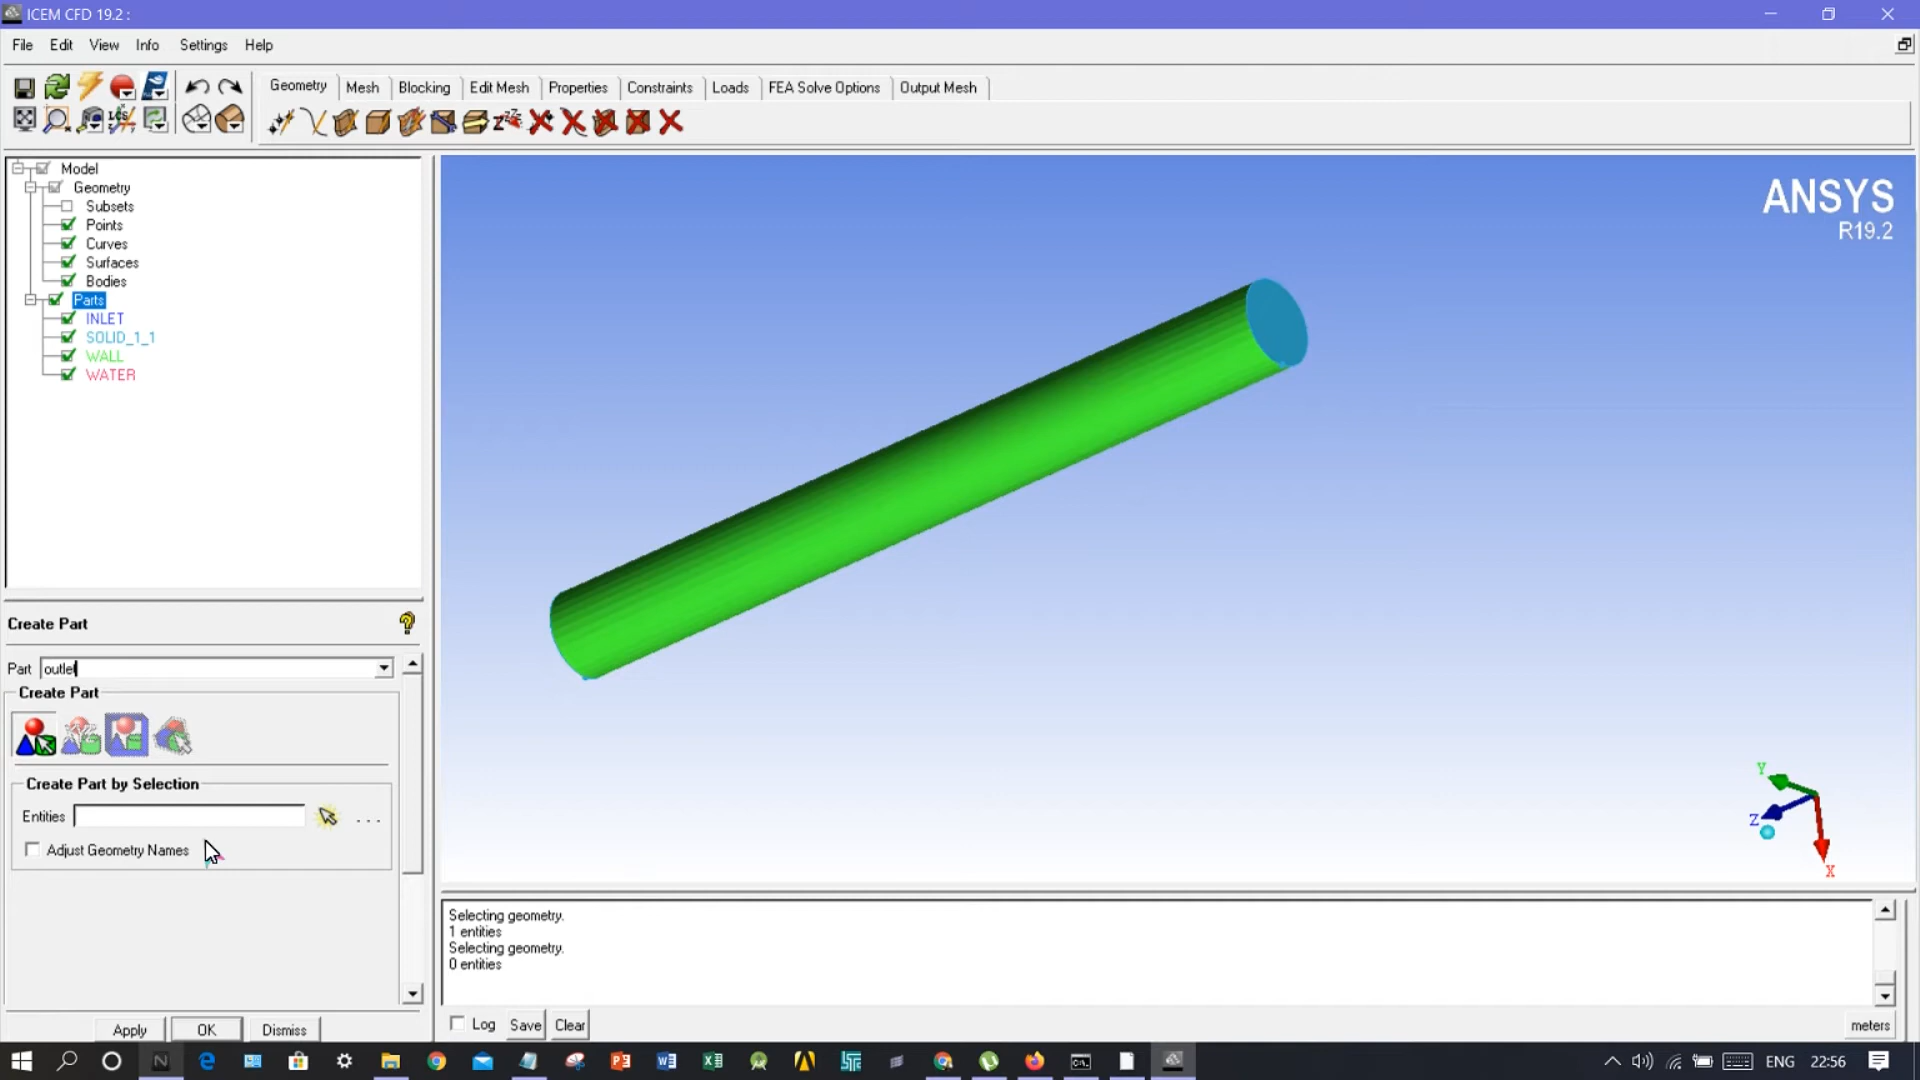 ICEM CFD 19.2 :
File Edit View Info Settings Help
Geometry Mesh Blocking Edit Mesh Properties Constraints Loads FEA Solve Options Output Mesh
Model
Geometry
Subsets
Points
Curves
Surfaces
Bodies
Parts
INLET
SOLID_1_1
WALL
WATER
ANSYS
R19.2
Create Part
Part outlet
Create Part
Create Part by Selection
Entities ...
Adjust Geometry Names
Apply OK Dismiss
Y
Z
X
Selecting geometry.
1 entities
Selecting geometry.
0 entities
Log Save Clear
meters
ENG 22:56